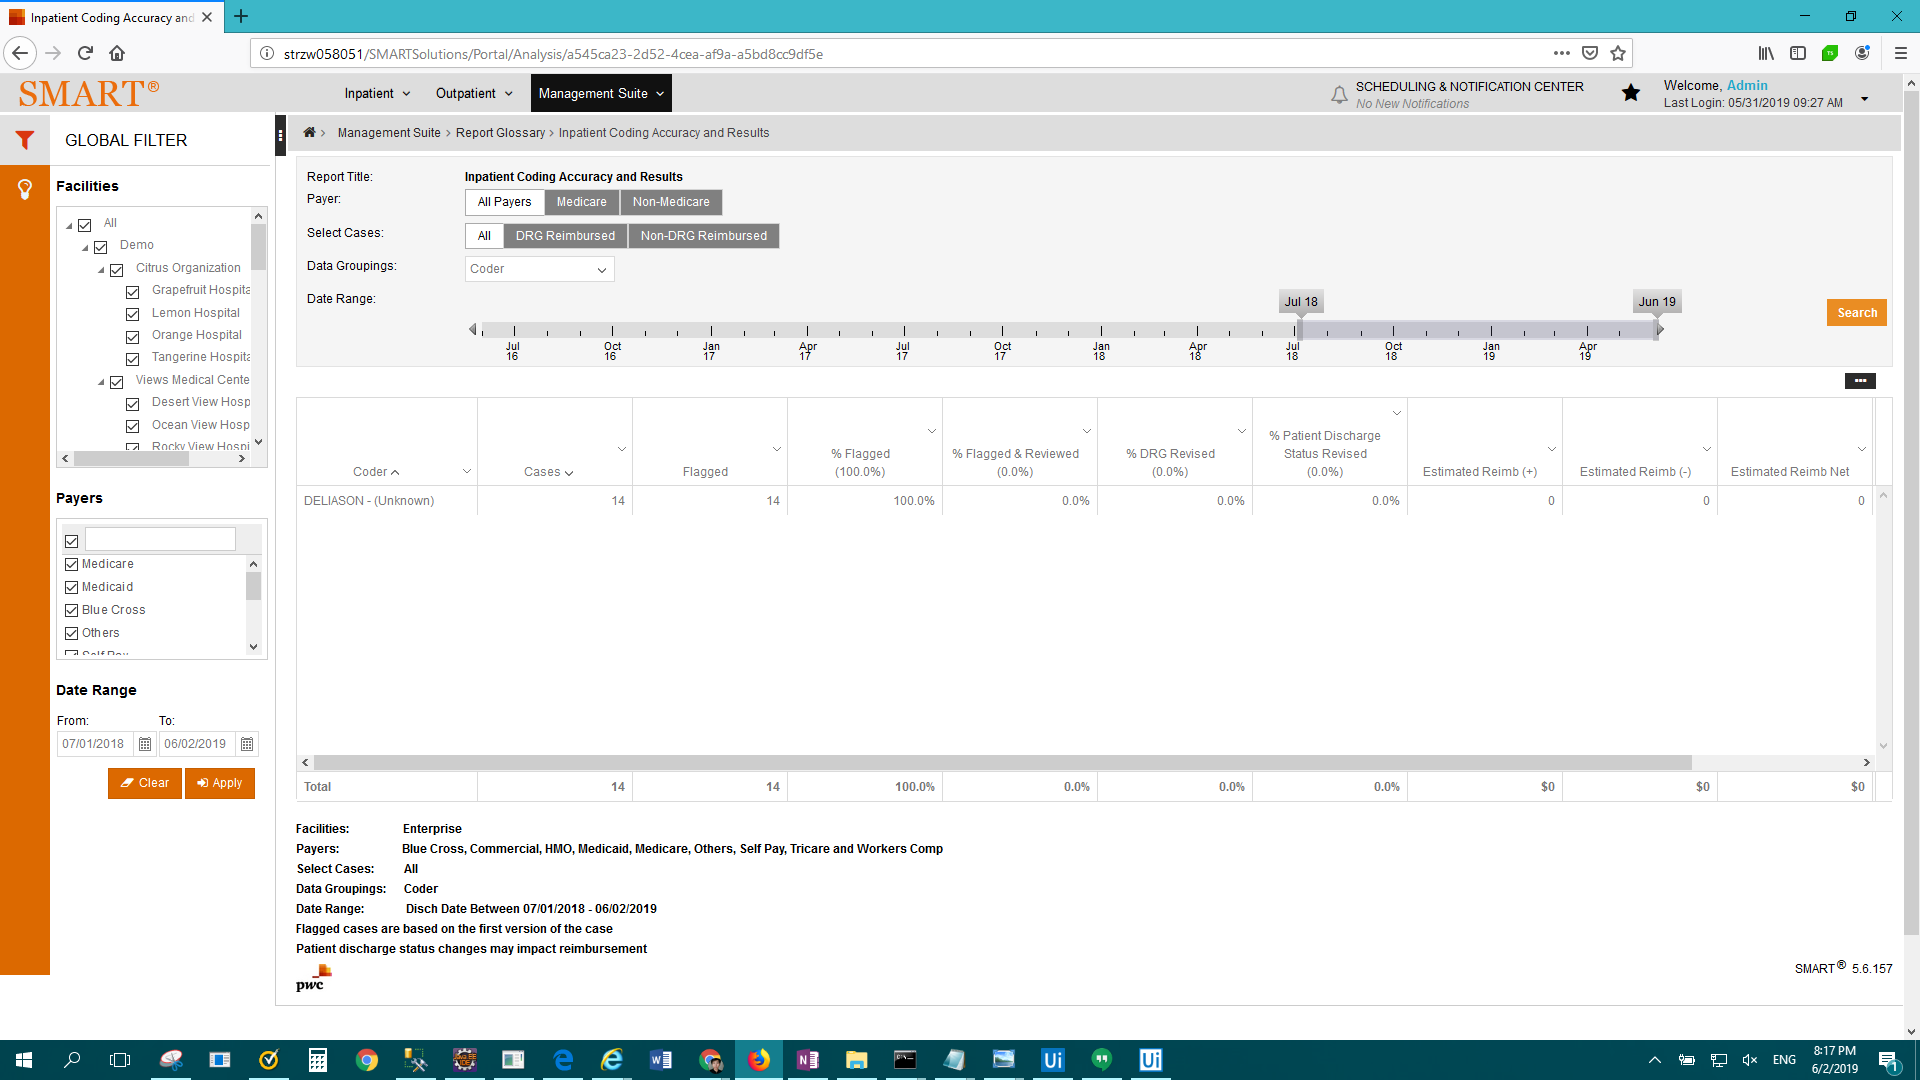 Inpatient Coding Accuracy and
strzw058051/SMARTSolutions/Portal/Analysis/a545ca23-2d52-4cea-af9a-a5bd8cc9df5e
SMART®
Inpatient
Outpatient
Management Suite
SCHEDULING & NOTIFICATION CENTER
No New Notifications
Welcome, Admin
Last Login: 05/31/2019 09:27 AM
GLOBAL FILTER
Management Suite > Report Glossary > Inpatient Coding Accuracy and Results
Facilities
All
Demo
Citrus Organization
Grapefruit Hospita
Lemon Hospital
Orange Hospital
Tangerine Hospita
Views Medical Cente
Desert View Hosp
Ocean View Hosp
Rocky View Hospi
Payers
Medicare
Medicaid
Blue Cross
Others
Self Pay
Date Range
From: To:
07/01/2018 06/02/2019
Clear Apply
Report Title: Inpatient Coding Accuracy and Results
Payer: All Payers Medicare Non-Medicare
Select Cases: All DRG Reimbursed Non-DRG Reimbursed
Data Groupings: Coder
Date Range:
Jul 18 Jun 19
Search
Jul 16 Oct 16 Jan 17 Apr 17 Jul 17 Oct 17 Jan 18 Apr 18 Jul 18 Oct 18 Jan 19 Apr 19
Coder Cases Flagged % Flagged (100.0%) % Flagged & Reviewed (0.0%) % DRG Revised (0.0%) % Patient Discharge Status Revised (0.0%) Estimated Reimb (+) Estimated Reimb (-) Estimated Reimb Net
DELIASON - (Unknown) 14 14 100.0% 0.0% 0.0% 0.0% 0 0 0
Total 14 14 100.0% 0.0% 0.0% 0.0% $0 $0 $0
Facilities: Enterprise
Payers: Blue Cross, Commercial, HMO, Medicaid, Medicare, Others, Self Pay, Tricare and Workers Comp
Select Cases: All
Data Groupings: Coder
Date Range: Disch Date Between 07/01/2018 - 06/02/2019
Flagged cases are based on the first version of the case
Patient discharge status changes may impact reimbursement
pwc
SMART® 5.6.157
ENG
8:17 PM
6/2/2019
1